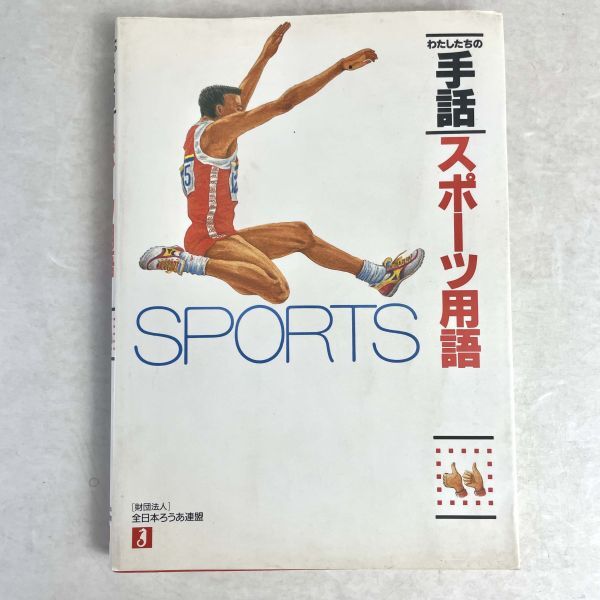 わたしたちの
手話
スポーツ用語
SPORTS
[財団法人]
全日本ろうあ連盟